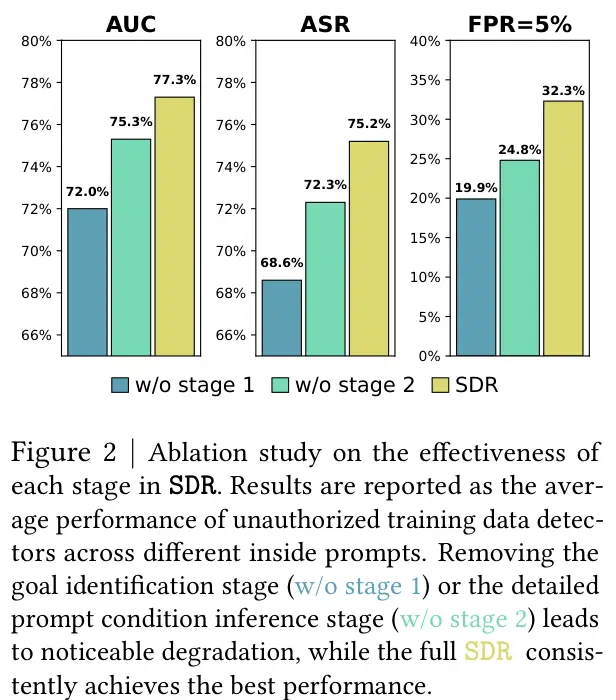 AUC
80%
78%
76%
74%
72%
70%
68%
66%
72.0%
75.3%
77.3%
ASR
80%
78%
76%
74%
72%
70%
68%
66%
68.6%
72.3%
75.2%
FPR=5%
40%
35%
30%
25%
20%
15%
10%
5%
0%
19.9%
24.8%
32.3%
w/o stage 1 w/o stage 2 SDR
Figure 2 | Ablation study on the effectiveness of
each stage in SDR. Results are reported as the aver-
age performance of unauthorized training data detec-
tors across different inside prompts. Removing the
goal identification stage (w/o stage 1) or the detailed
prompt condition inference stage (w/o stage 2) leads
to noticeable degradation, while the full SDR consis-
tently achieves the best performance.